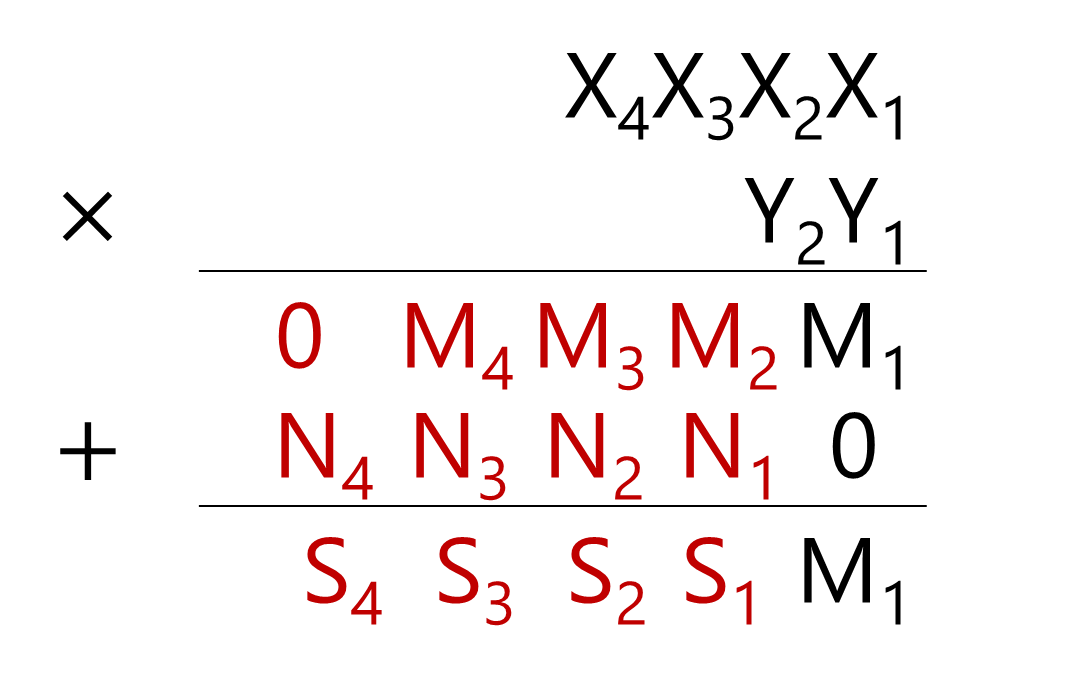 X₄X₃X₂X₁
× Y₂Y₁
0 M₄ M₃ M₂ M₁
+ N₄ N₃ N₂ N₁ 0
S₄ S₃ S₂ S₁ M₁